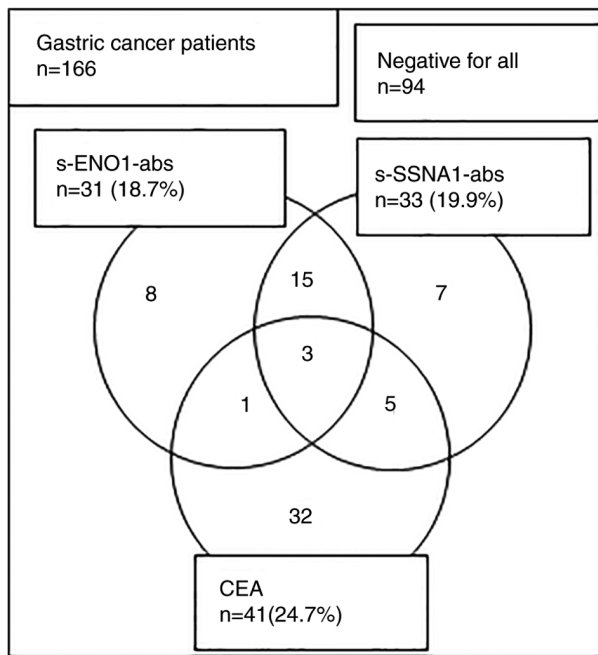 Gastric cancer patients
n=166
Negative for all
n=94
s-ENO1-abs
n=31 (18.7%)
s-SSNA1-abs
n=33 (19.9%)
8
15
7
3
1
5
32
CEA
n=41(24.7%)